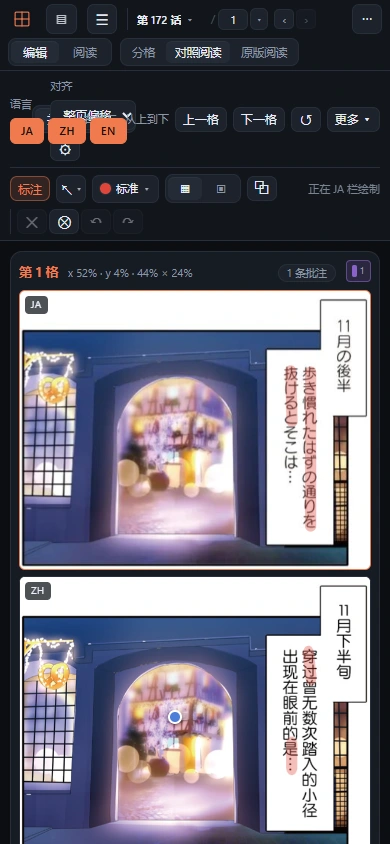 第 172 话
/
1
编辑
阅读
分格
对照阅读
原版阅读
对齐
语言
整页偏移
从上到下
上一格
下一格
更多
JA
ZH
EN
标注
标准
正在 JA 栏绘制
第 1 格
x 52% · y 4% · 44% × 24%
1 条批注
1
JA
11月の後半
歩き慣れたはずの通りを
抜けるとそこは…
ZH
11月下半旬
穿过曾无数次踏入的小径
出现在眼前的是…